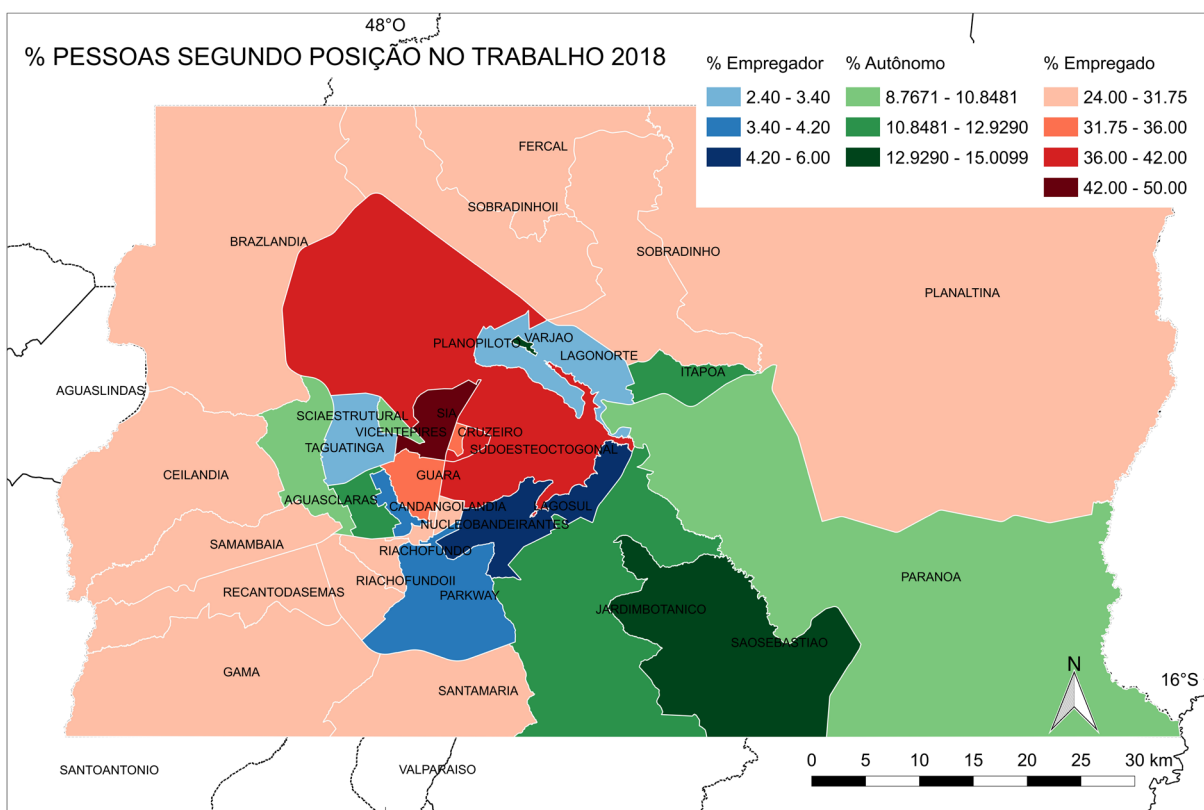 48°O
% PESSOAS SEGUNDO POSIÇÃO NO TRABALHO 2018
% Empregador
2.40 - 3.40
3.40 - 4.20
4.20 - 6.00
% Autônomo
8.7671 - 10.8481
10.8481 - 12.9290
12.9290 - 15.0099
% Empregado
24.00 - 31.75
31.75 - 36.00
36.00 - 42.00
42.00 - 50.00
FERCAL
SOBRADINHOII
BRAZLANDIA
SOBRADINHO
PLANALTINA
PLANOPILOTO
VARJAO
LAGONORTE
ITAPOA
AGUASLINDAS
SCIAESTRUTURAL
SIA
VICENTEPIRES
CRUZEIRO
TAGUATINGA
SUDOESTEOCTOGONAL
CEILANDIA
GUARA
AGUASCLARAS
CANDANGOLANDIA
LAGOSUL
NUCLEOBANDEIRANTES
SAMAMBAIA
RIACHOFUNDO
RIACHOFUNDOII
PARANOA
RECANTODASEMAS
PARKWAY
JARDIMBOTANICO
SAOSEBASTIAO
GAMA
SANTAMARIA
N
16°S
SANTOANTONIO
VALPARAISO
0 5 10 15 20 25 30 km